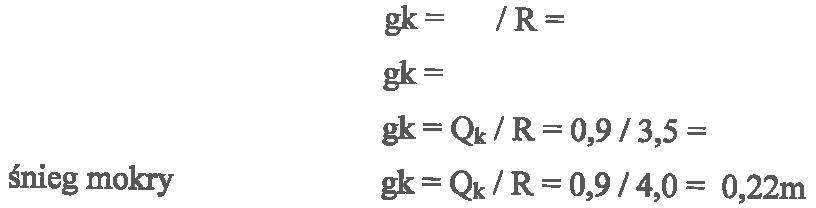 gk = / R =
gk =
gk = Qk / R = 0,9 / 3,5 =
śnieg mokry gk = Qk / R = 0,9 / 4,0 = 0,22m